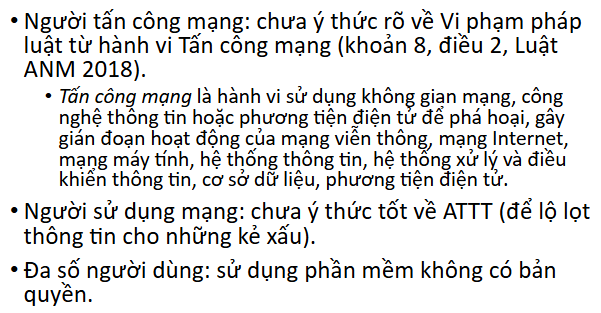 • Người tấn công mạng: chưa ý thức rõ về Vi phạm pháp
luật từ hành vi Tấn công mạng (khoản 8, điều 2, Luật
ANM 2018).
• Tấn công mạng là hành vi sử dụng không gian mạng, công
nghệ thông tin hoặc phương tiện điện tử để phá hoại, gây
gián đoạn hoạt động của mạng viễn thông, mạng Internet,
mạng máy tính, hệ thống thông tin, hệ thống xử lý và điều
khiển thông tin, cơ sở dữ liệu, phương tiện điện tử.
• Người sử dụng mạng: chưa ý thức tốt về ATTT (để lộ lọt
thông tin cho những kẻ xấu).
• Đa số người dùng: sử dụng phần mềm không có bản
quyền.